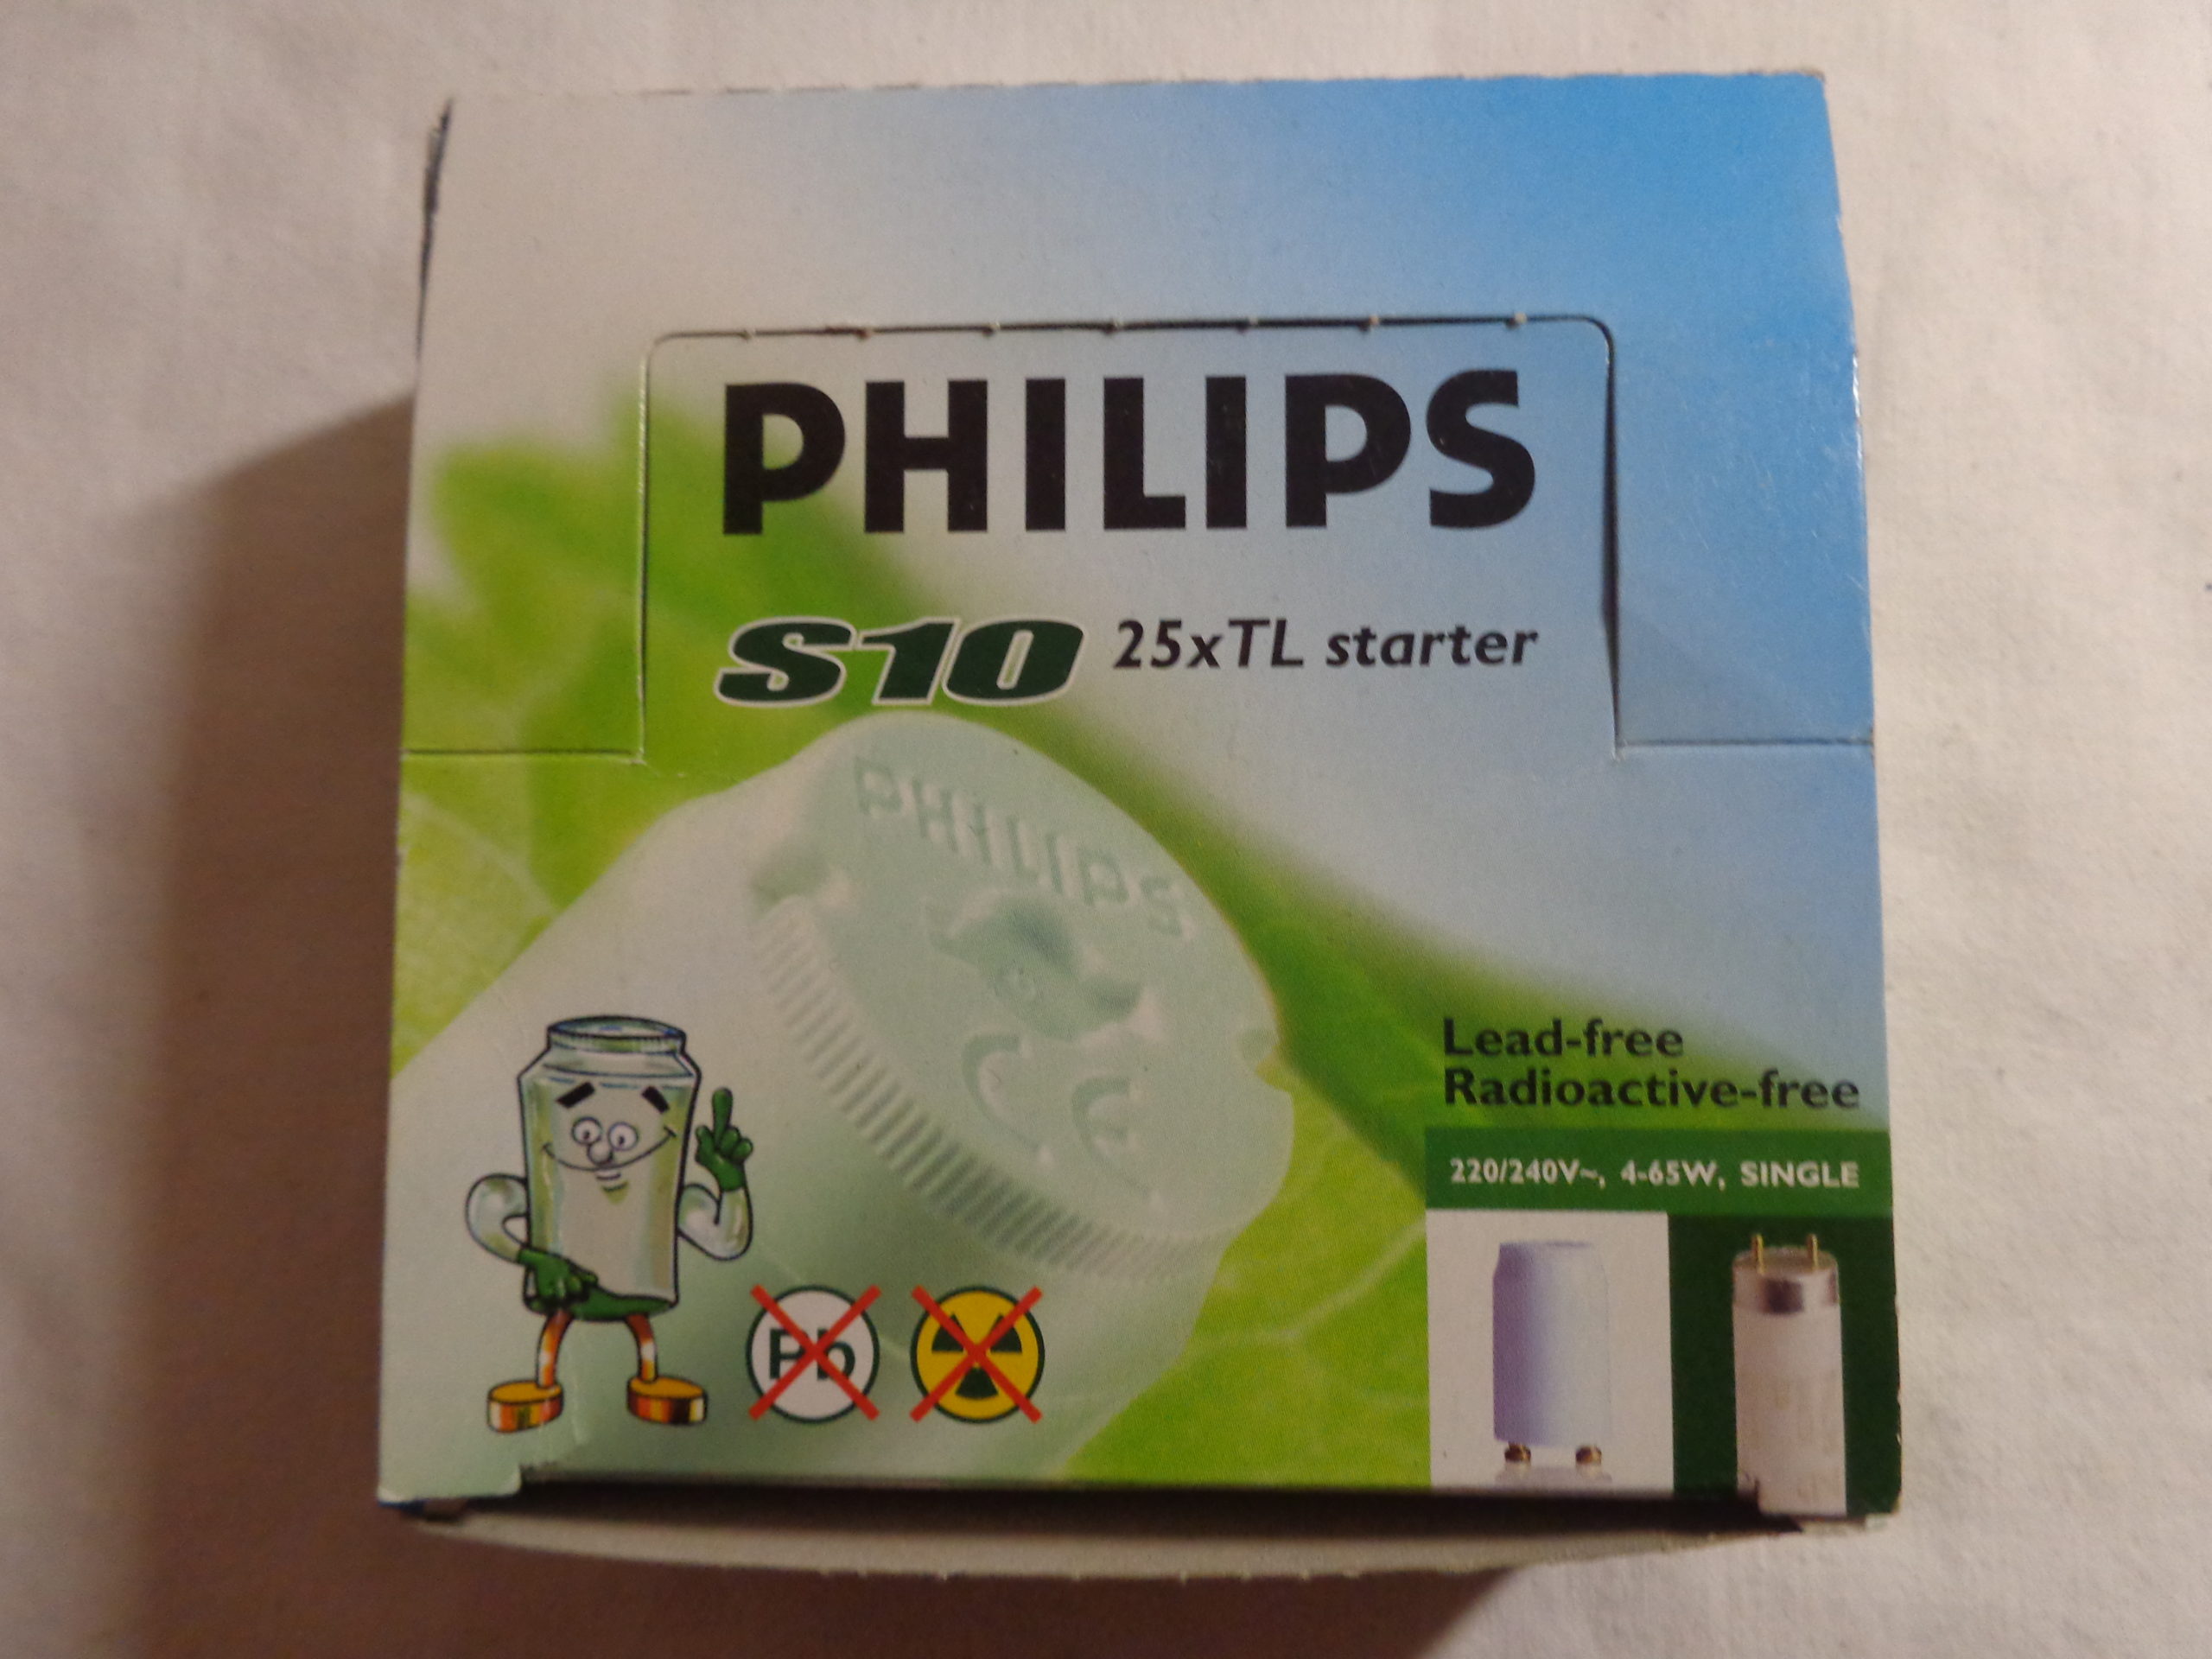 PHILIPS
S10 25xTL starter
PHILIPS
Lead-free
Radioactive-free
220/240V~, 4-65W, SINGLE
Pb